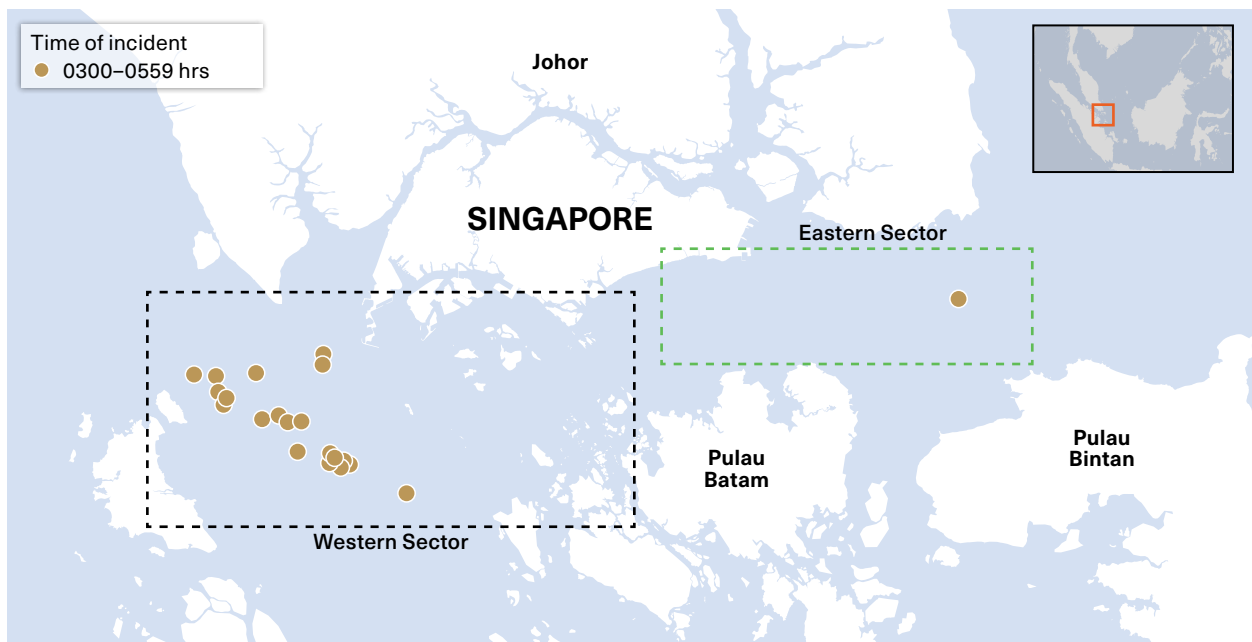 Time of incident
0300–0559 hrs
Johor
SINGAPORE
Eastern Sector
Pulau
Batam
Pulau
Bintan
Western Sector